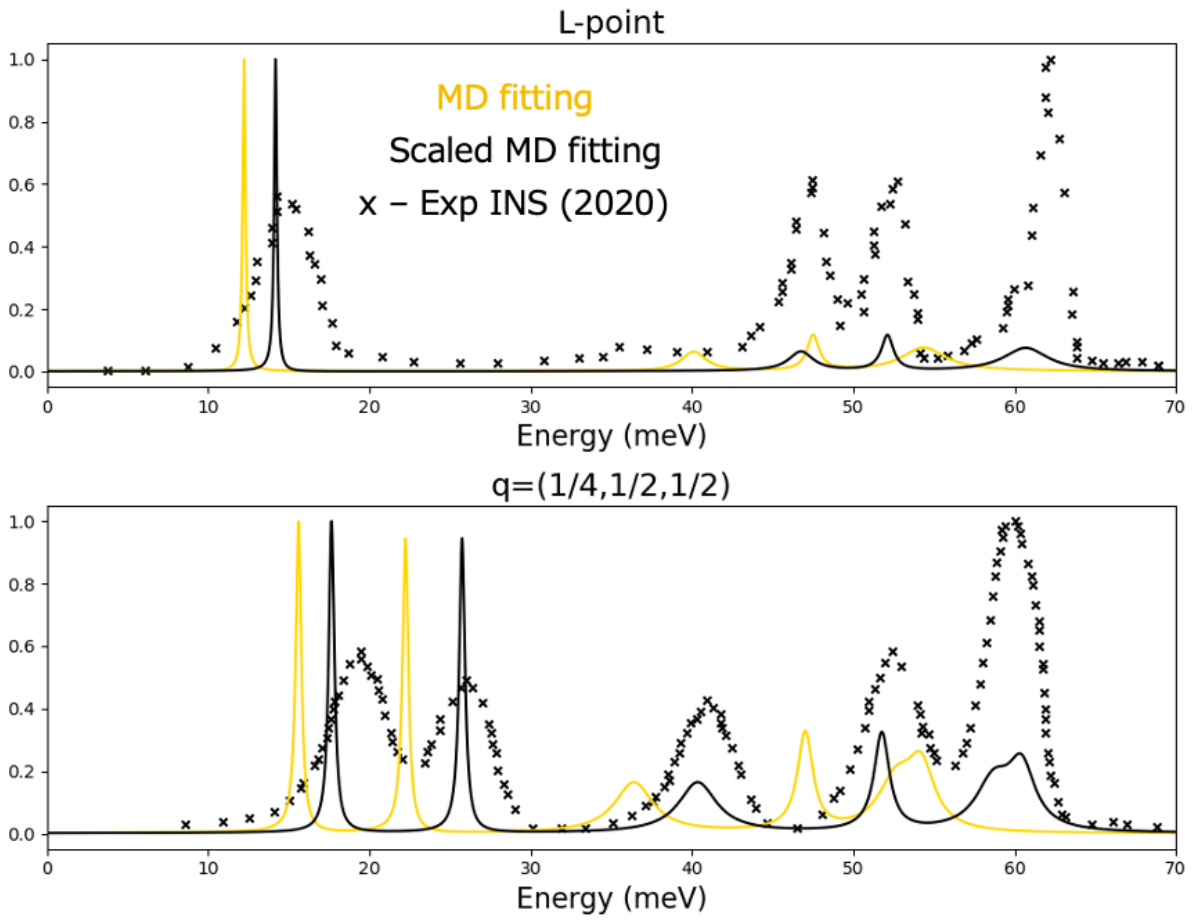 L-point
1.0
0.8
0.6
0.4
0.2
0.0
MD fitting
Scaled MD fitting
x – Exp INS (2020)
0 10 20 30 40 50 60 70
Energy (meV)
q=(1/4,1/2,1/2)
1.0
0.8
0.6
0.4
0.2
0.0
0 10 20 30 40 50 60 70
Energy (meV)